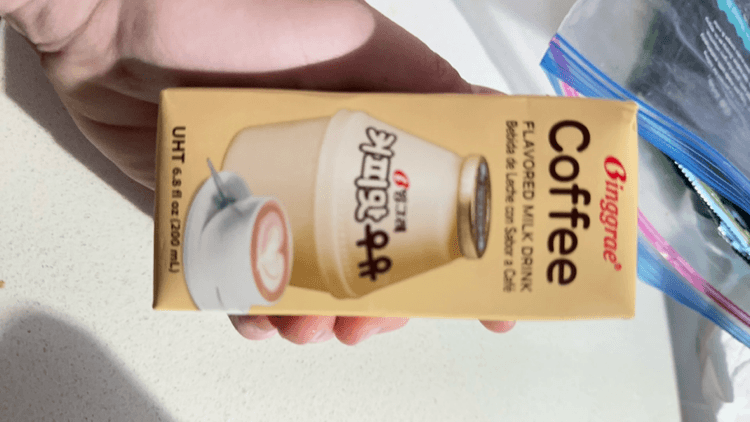 Binggrae®
Coffee
FLAVORED MILK DRINK
Bebida de Leche con Sabor a Café
빙그레
커피맛
우유
UHT 6.8 fl oz (200 mL)